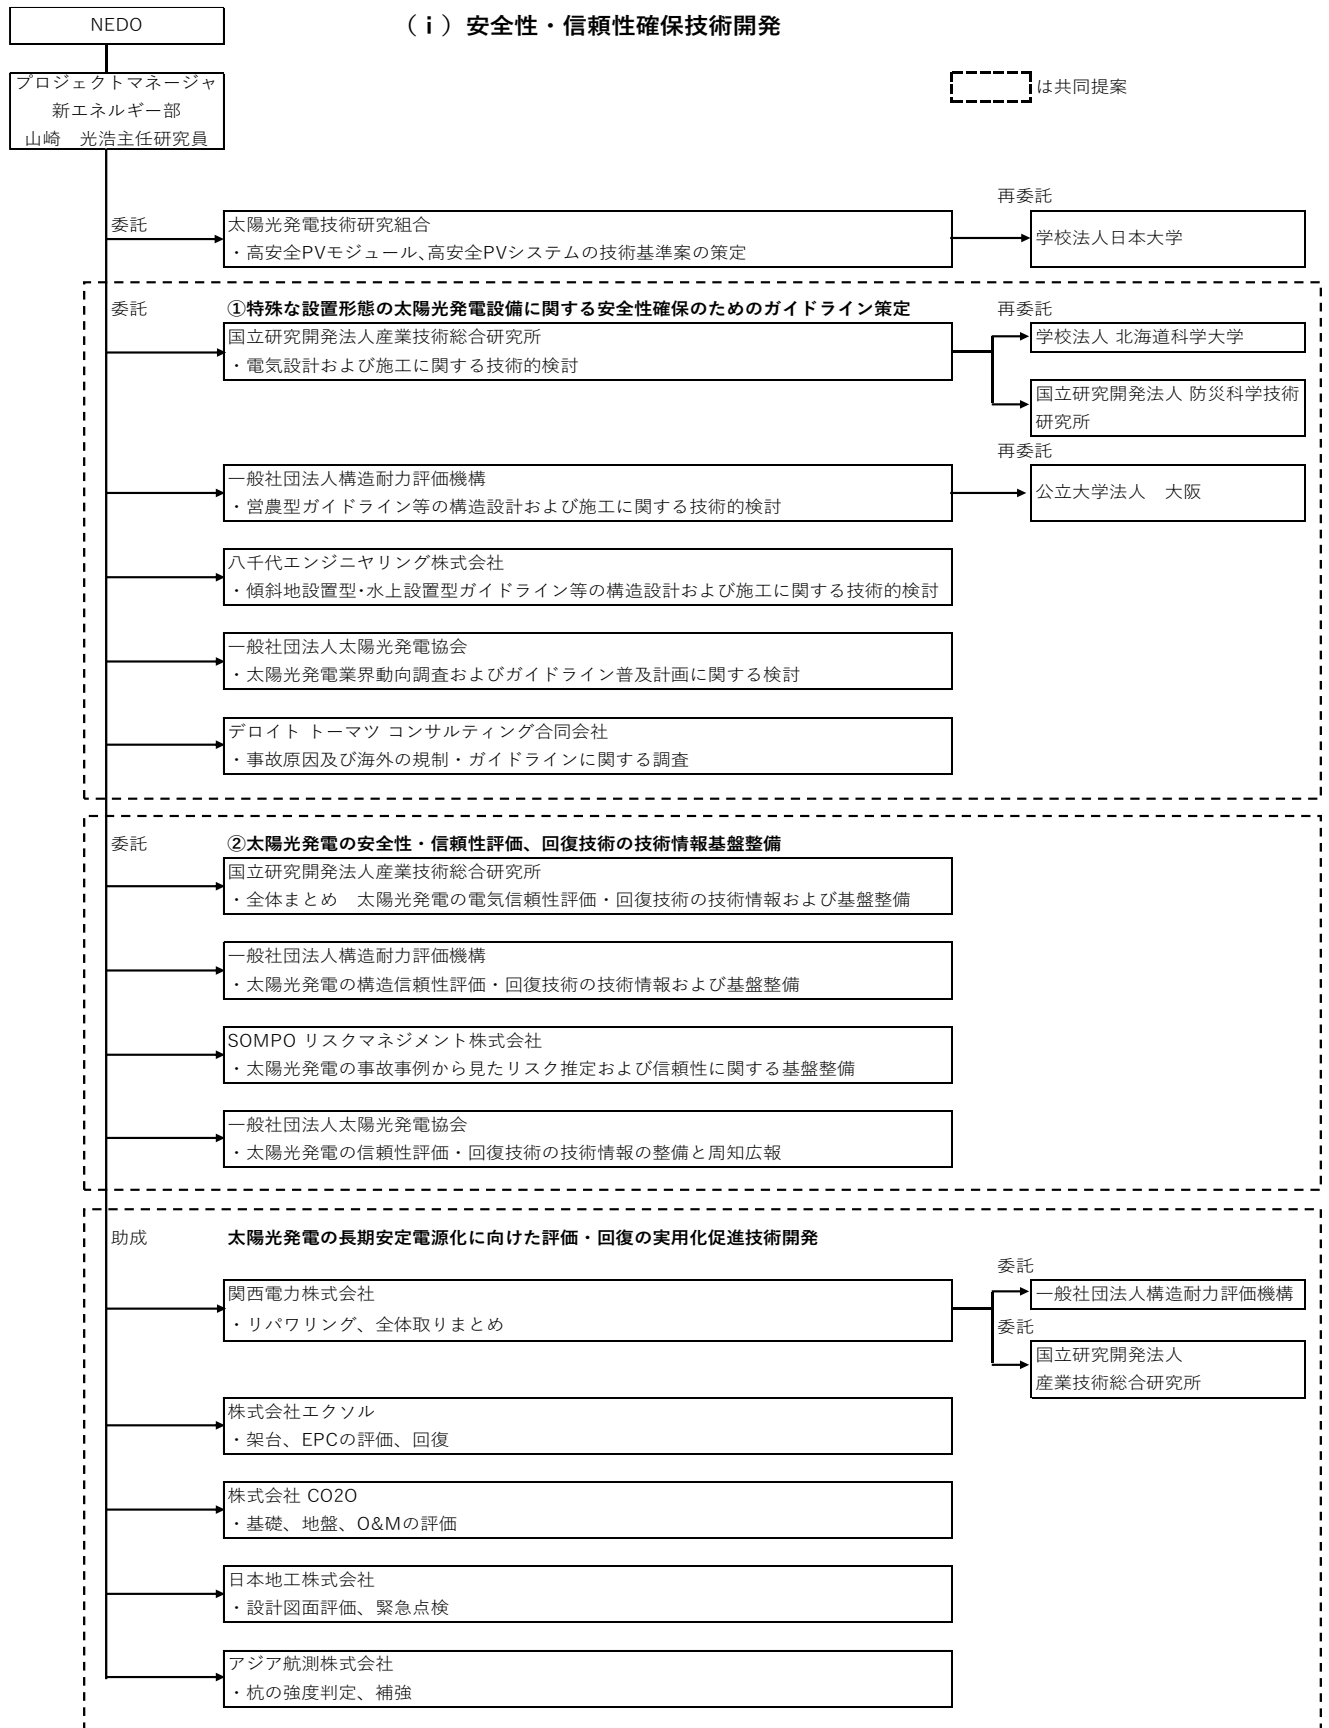 NEDO
(ⅰ)安全性・信頼性確保技術開発
プロジェクトマネージャ
新エネルギー部
山崎　光浩主任研究員
は共同提案
再委託
委託
太陽光発電技術研究組合
・高安全PVモジュール、高安全PVシステムの技術基準案の策定
学校法人日本大学
委託
①特殊な設置形態の太陽光発電設備に関する安全性確保のためのガイドライン策定
再委託
国立研究開発法人産業技術総合研究所
・電気設計および施工に関する技術的検討
学校法人 北海道科学大学
国立研究開発法人 防災科学技術
研究所
再委託
一般社団法人構造耐力評価機構
・営農型ガイドライン等の構造設計および施工に関する技術的検討
公立大学法人　大阪
八千代エンジニヤリング株式会社
・傾斜地設置型･水上設置型ガイドライン等の構造設計および施工に関する技術的検討
一般社団法人太陽光発電協会
・太陽光発電業界動向調査およびガイドライン普及計画に関する検討
デロイト トーマツ コンサルティング合同会社
・事故原因及び海外の規制・ガイドラインに関する調査
委託
②太陽光発電の安全性・信頼性評価、回復技術の技術情報基盤整備
国立研究開発法人産業技術総合研究所
・全体まとめ　太陽光発電の電気信頼性評価・回復技術の技術情報および基盤整備
一般社団法人構造耐力評価機構
・太陽光発電の構造信頼性評価・回復技術の技術情報および基盤整備
SOMPO リスクマネジメント株式会社
・太陽光発電の事故事例から見たリスク推定および信頼性に関する基盤整備
一般社団法人太陽光発電協会
・太陽光発電の信頼性評価・回復技術の技術情報の整備と周知広報
助成
太陽光発電の長期安定電源化に向けた評価・回復の実用化促進技術開発
委託
関西電力株式会社
・リパワリング、全体取りまとめ
一般社団法人構造耐力評価機構
委託
国立研究開発法人
産業技術総合研究所
株式会社エクソル
・架台、EPCの評価、回復
株式会社 CO2O
・基礎、地盤、O&Mの評価
日本地工株式会社
・設計図面評価、緊急点検
アジア航測株式会社
・杭の強度判定、補強